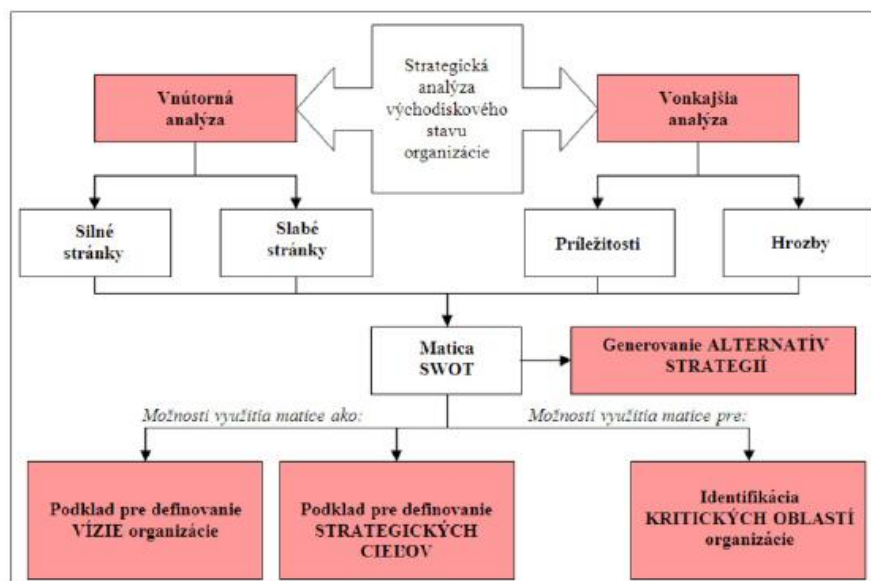 Strategická
analýza
východiskového
stavu
organizácie
Vnútorná
analýza
Vonkajšia
analýza
Silné
stránky
Slabé
stránky
Príležitosti
Hrozby
Matica
SWOT
Generovanie ALTERNATÍV
STRATEGIÍ
Možnosti využitia matice ako:
Možnosti využitia matice pre:
Podklad pre definovanie
VÍZIE organizácie
Podklad pre definovanie
STRATEGICKÝCH
CIEĽOV
Identifikácia
KRITICKÝCH OBLASTÍ
organizácie